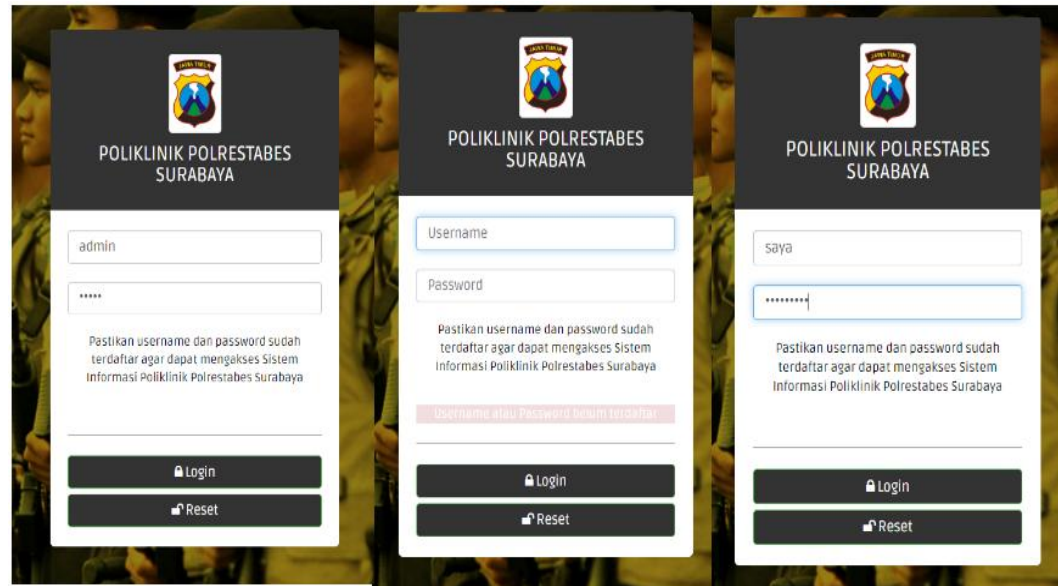 JAWA TIMUR
POLIKLINIK POLRESTABES
SURABAYA
admin
•••••
Pastikan username dan password sudah
terdaftar agar dapat mengakses Sistem
Informasi Poliklinik Polrestabes Surabaya
Login
Reset
JAWA TIMUR
POLIKLINIK POLRESTABES
SURABAYA
Username
Password
Pastikan username dan password sudah
terdaftar agar dapat mengakses Sistem
Informasi Poliklinik Polrestabes Surabaya
Username atau Password belum terdaftar
Login
Reset
JAWA TIMUR
POLIKLINIK POLRESTABES
SURABAYA
saya
•••••••••
Pastikan username dan password sudah
terdaftar agar dapat mengakses Sistem
Informasi Poliklinik Polrestabes Surabaya
Login
Reset